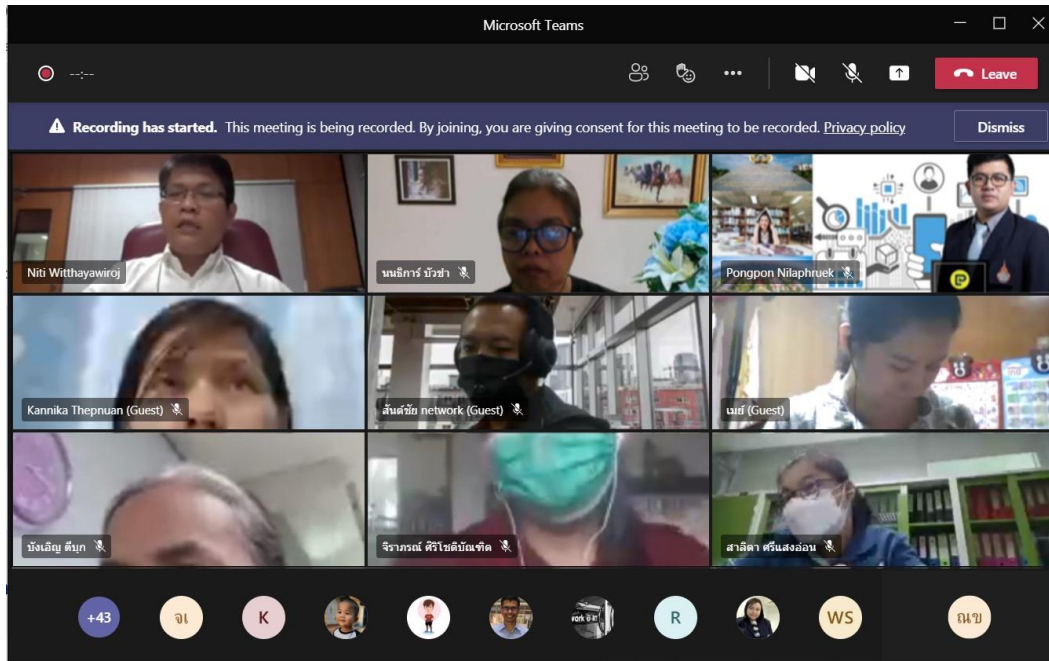 Microsoft Teams
--:--
Leave
Recording has started. This meeting is being recorded. By joining, you are giving consent for this meeting to be recorded. Privacy policy
Dismiss
Niti Witthayawiroj
นนธิการ์ บัวขำ
Pongpon Nilaphruek
Kannika Thepnuan (Guest)
สันต์ชัย network (Guest)
เมย์ (Guest)
บังเอิญ ตีบุก
จิราภรณ์ ศิริโชติบัณฑิต
สาลิตา ศรีแสงอ่อน
+43
จเ
K
R
WS
ณข